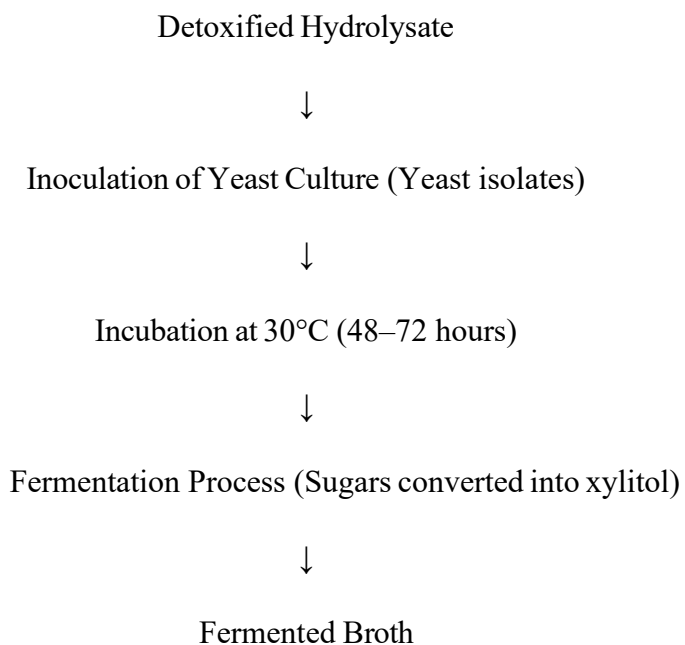 Detoxified Hydrolysate
↓
Inoculation of Yeast Culture (Yeast isolates)
↓
Incubation at 30°C (48–72 hours)
↓
Fermentation Process (Sugars converted into xylitol)
↓
Fermented Broth